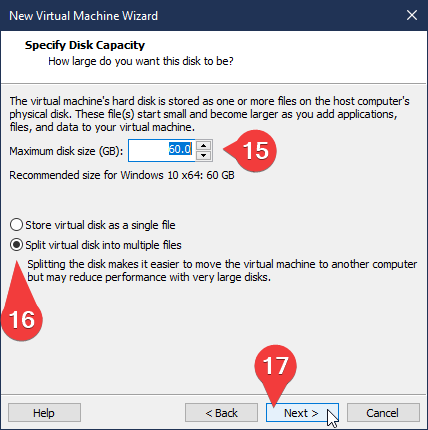 New Virtual Machine Wizard
Specify Disk Capacity
How large do you want this disk to be?
The virtual machine's hard disk is stored as one or more files on the host computer's
physical disk. These file(s) start small and become larger as you add applications,
files, and data to your virtual machine.
Maximum disk size (GB): 60.0 15
Recommended size for Windows 10 x64: 60 GB
Store virtual disk as a single file
Split virtual disk into multiple files
Splitting the disk makes it easier to move the virtual machine to another computer
but may reduce performance with very large disks.
16
17
Help < Back Next > Cancel